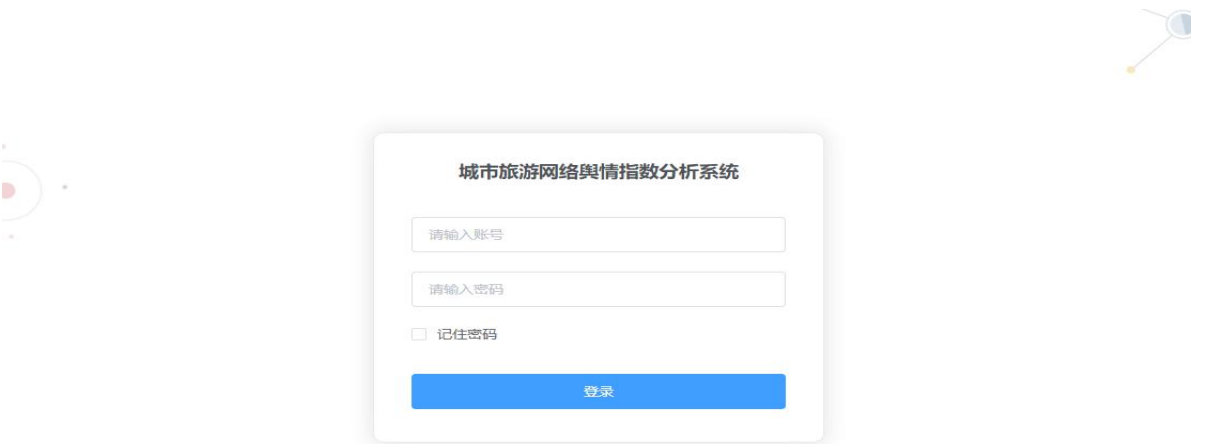 城市旅游网络舆情指数分析系统
请输入账号
请输入密码
记住密码
登录